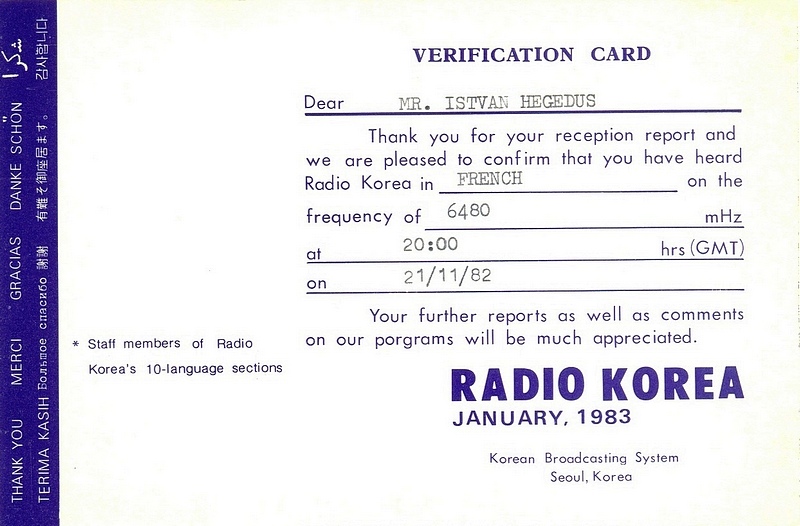 VERIFICATION CARD
Dear MR. ISTVAN HEGEDUS
Thank you for your reception report and
we are pleased to confirm that you have heard
Radio Korea in FRENCH on the
frequency of 6480 mHz
at 20:00 hrs (GMT)
on 21/11/82
Your further reports as well as comments
on our porgrams will be much appreciated.
RADIO KOREA
JANUARY, 1983
Korean Broadcasting System
Seoul, Korea
* Staff members of Radio
Korea's 10-language sections
THANK YOU MERCI GRACIAS DANKE SCHÖN شكرا
TERIMA KASIH Большое спасибо 謝謝 有難そ御座居ます。 감사합니다